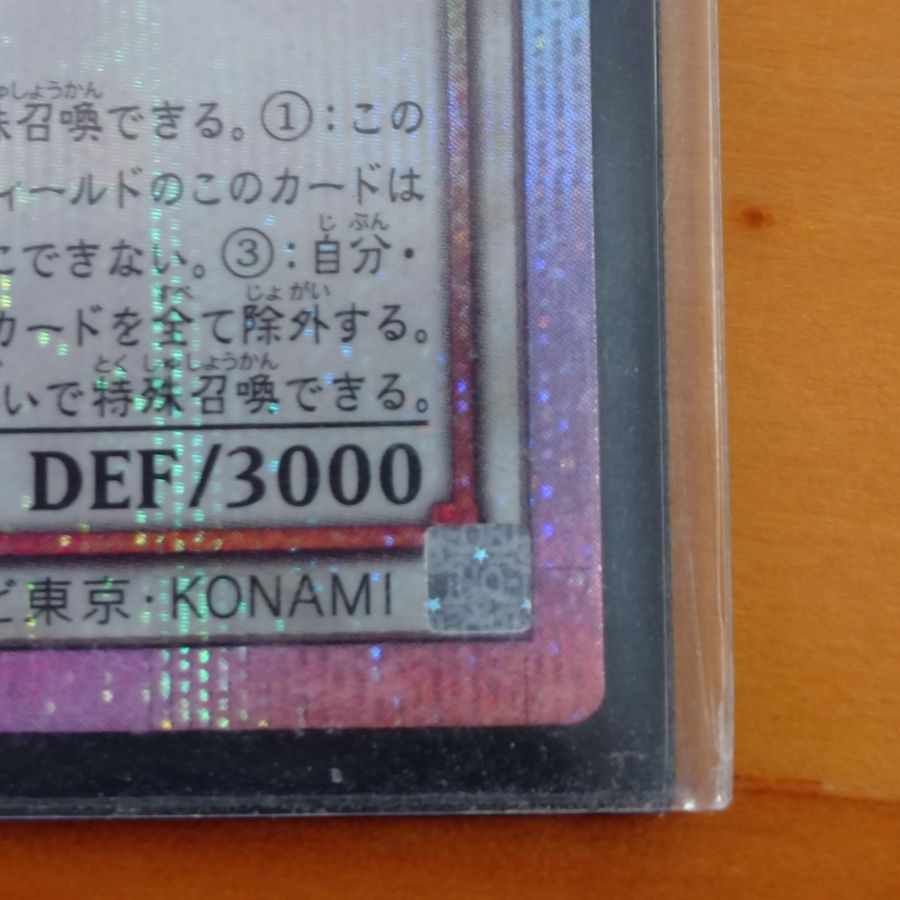 殊召喚できる。①：この
ィールドのこのカードは
にできない。③：自分・
カードを全て除外する。
いで特殊召喚できる。
DEF/3000
ジ東京・KONAMI